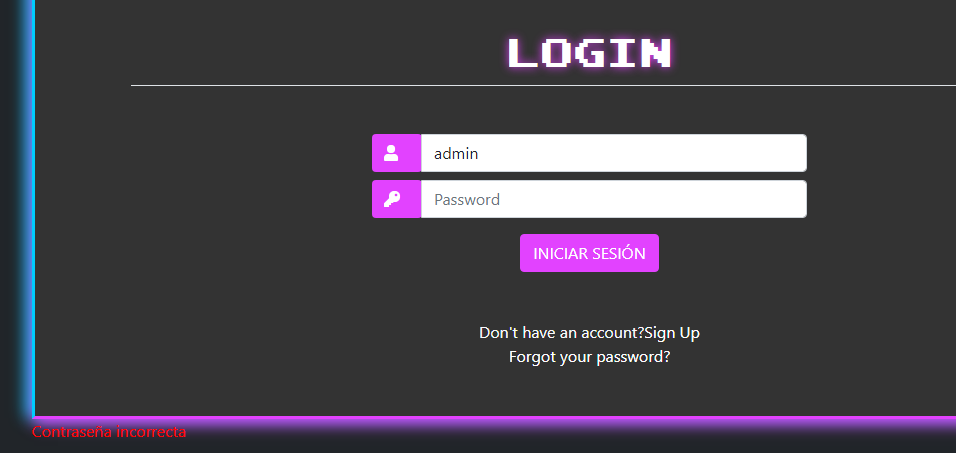 LOGIN
admin
Password
INICIAR SESIÓN
Don't have an account?Sign Up
Forgot your password?
Contraseña incorrecta